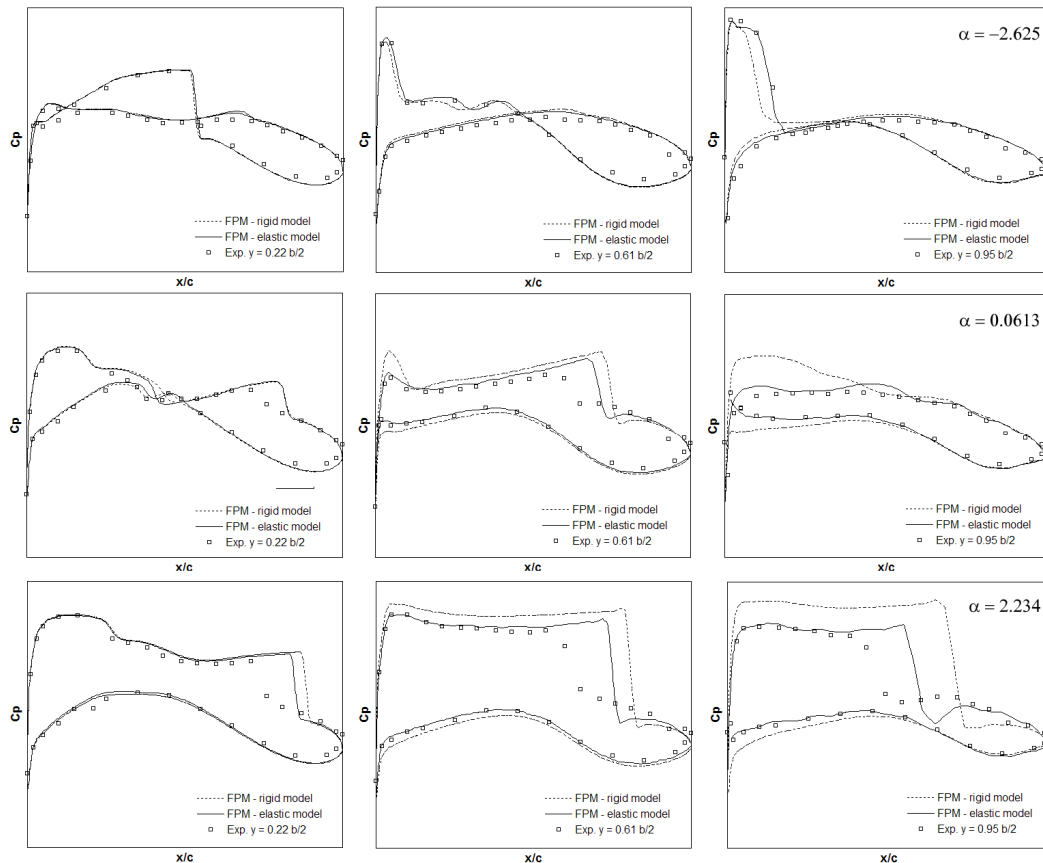 α = −2.625
Cp
FPM - rigid model
FPM - elastic model
Exp. y = 0.22 b/2
x/c
Cp
FPM - rigid model
FPM - elastic model
Exp. y = 0.61 b/2
x/c
Cp
FPM - rigid model
FPM - elastic model
Exp. y = 0.95 b/2
x/c
α = 0.0613
Cp
FPM - rigid model
FPM - elastic model
Exp. y = 0.22 b/2
x/c
Cp
FPM - rigid model
FPM - elastic model
Exp. y = 0.61 b/2
x/c
Cp
FPM - rigid model
FPM - elastic model
Exp. y = 0.95 b/2
x/c
α = 2.234
Cp
FPM - rigid model
FPM - elastic model
Exp. y = 0.22 b/2
x/c
Cp
FPM - rigid model
FPM - elastic model
Exp. y = 0.61 b/2
x/c
Cp
FPM - rigid model
FPM - elastic model
Exp. y = 0.95 b/2
x/c